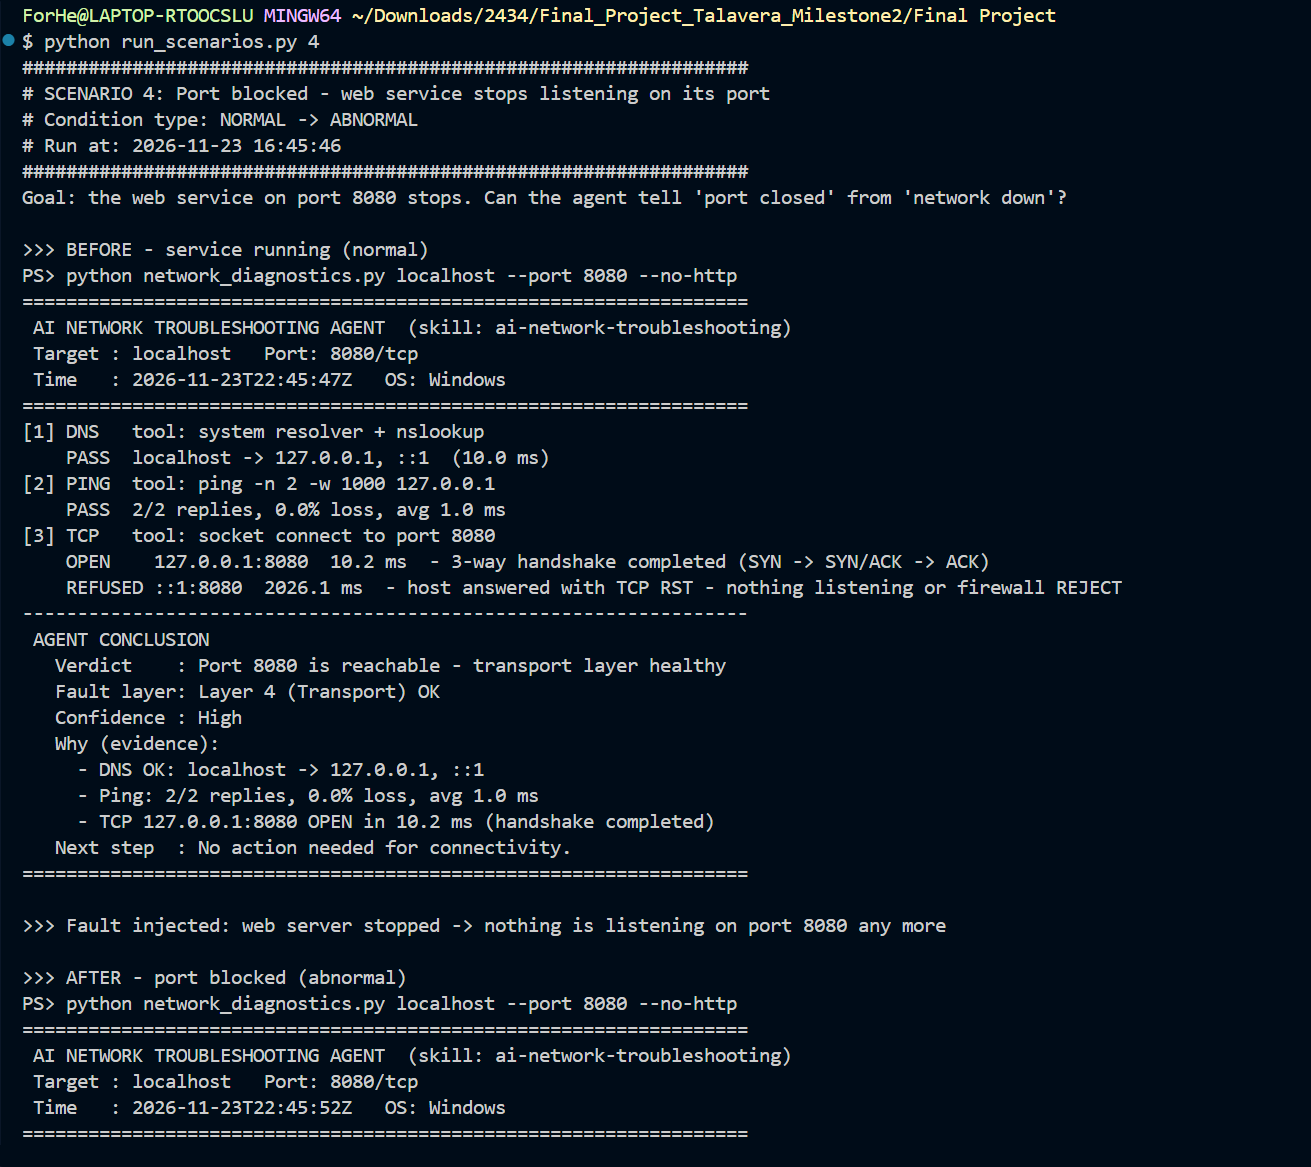 ForHe@LAPTOP-RTOOCSLU MINGW64 ~/Downloads/2434/Final_Project_Talavera_Milestone2/Final Project
$ python run_scenarios.py 4
##################################################################
# SCENARIO 4: Port blocked - web service stops listening on its port
# Condition type: NORMAL -> ABNORMAL
# Run at: 2026-11-23 16:45:46
##################################################################
Goal: the web service on port 8080 stops. Can the agent tell 'port closed' from 'network down'?

>>> BEFORE - service running (normal)
PS> python network_diagnostics.py localhost --port 8080 --no-http
==================================================================
 AI NETWORK TROUBLESHOOTING AGENT  (skill: ai-network-troubleshooting)
 Target : localhost   Port: 8080/tcp
 Time   : 2026-11-23T22:45:47Z   OS: Windows
==================================================================
[1] DNS   tool: system resolver + nslookup
    PASS  localhost -> 127.0.0.1, ::1  (10.0 ms)
[2] PING  tool: ping -n 2 -w 1000 127.0.0.1
    PASS  2/2 replies, 0.0% loss, avg 1.0 ms
[3] TCP   tool: socket connect to port 8080
    OPEN    127.0.0.1:8080  10.2 ms  - 3-way handshake completed (SYN -> SYN/ACK -> ACK)
    REFUSED ::1:8080  2026.1 ms  - host answered with TCP RST - nothing listening or firewall REJECT
------------------------------------------------------------------
 AGENT CONCLUSION
   Verdict    : Port 8080 is reachable - transport layer healthy
   Fault layer: Layer 4 (Transport) OK
   Confidence : High
   Why (evidence):
     - DNS OK: localhost -> 127.0.0.1, ::1
     - Ping: 2/2 replies, 0.0% loss, avg 1.0 ms
     - TCP 127.0.0.1:8080 OPEN in 10.2 ms (handshake completed)
   Next step  : No action needed for connectivity.
==================================================================

>>> Fault injected: web server stopped -> nothing is listening on port 8080 any more

>>> AFTER - port blocked (abnormal)
PS> python network_diagnostics.py localhost --port 8080 --no-http
==================================================================
 AI NETWORK TROUBLESHOOTING AGENT  (skill: ai-network-troubleshooting)
 Target : localhost   Port: 8080/tcp
 Time   : 2026-11-23T22:45:52Z   OS: Windows
==================================================================